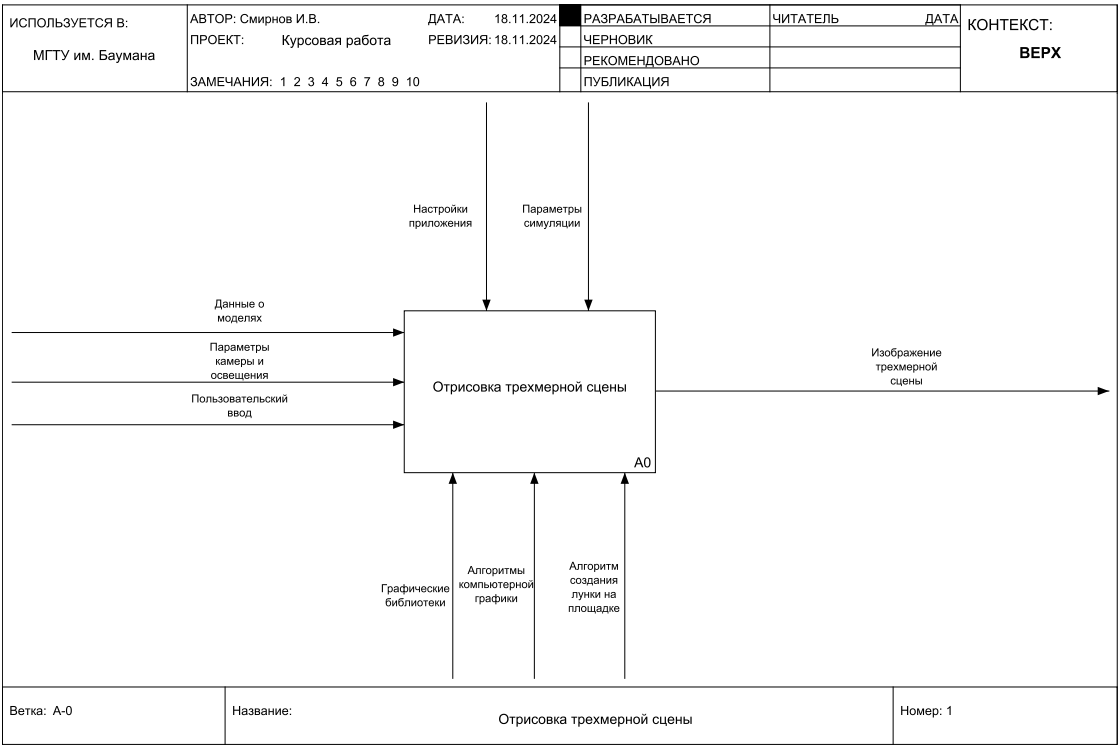 ИСПОЛЬЗУЕТСЯ В:
МГТУ им. Баумана
АВТОР: Смирнов И.В.
ДАТА: 18.11.2024
ПРОЕКТ: Курсовая работа
РЕВИЗИЯ: 18.11.2024
ЗАМЕЧАНИЯ: 1 2 3 4 5 6 7 8 9 10
РАЗРАБАТЫВАЕТСЯ
ЧЕРНОВИК
РЕКОМЕНДОВАНО
ПУБЛИКАЦИЯ
ЧИТАТЕЛЬ ДАТА
КОНТЕКСТ:
ВЕРХ
Настройки
приложения
Параметры
симуляции
Данные о
моделях
Параметры
камеры и
освещения
Пользовательский
ввод
Отрисовка трехмерной сцены
A0
Изображение
трехмерной
сцены
Графические
библиотеки
Алгоритмы
компьютерной
графики
Алгоритм
создания
лунки на
площадке
Ветка: A-0
Название:
Отрисовка трехмерной сцены
Номер: 1